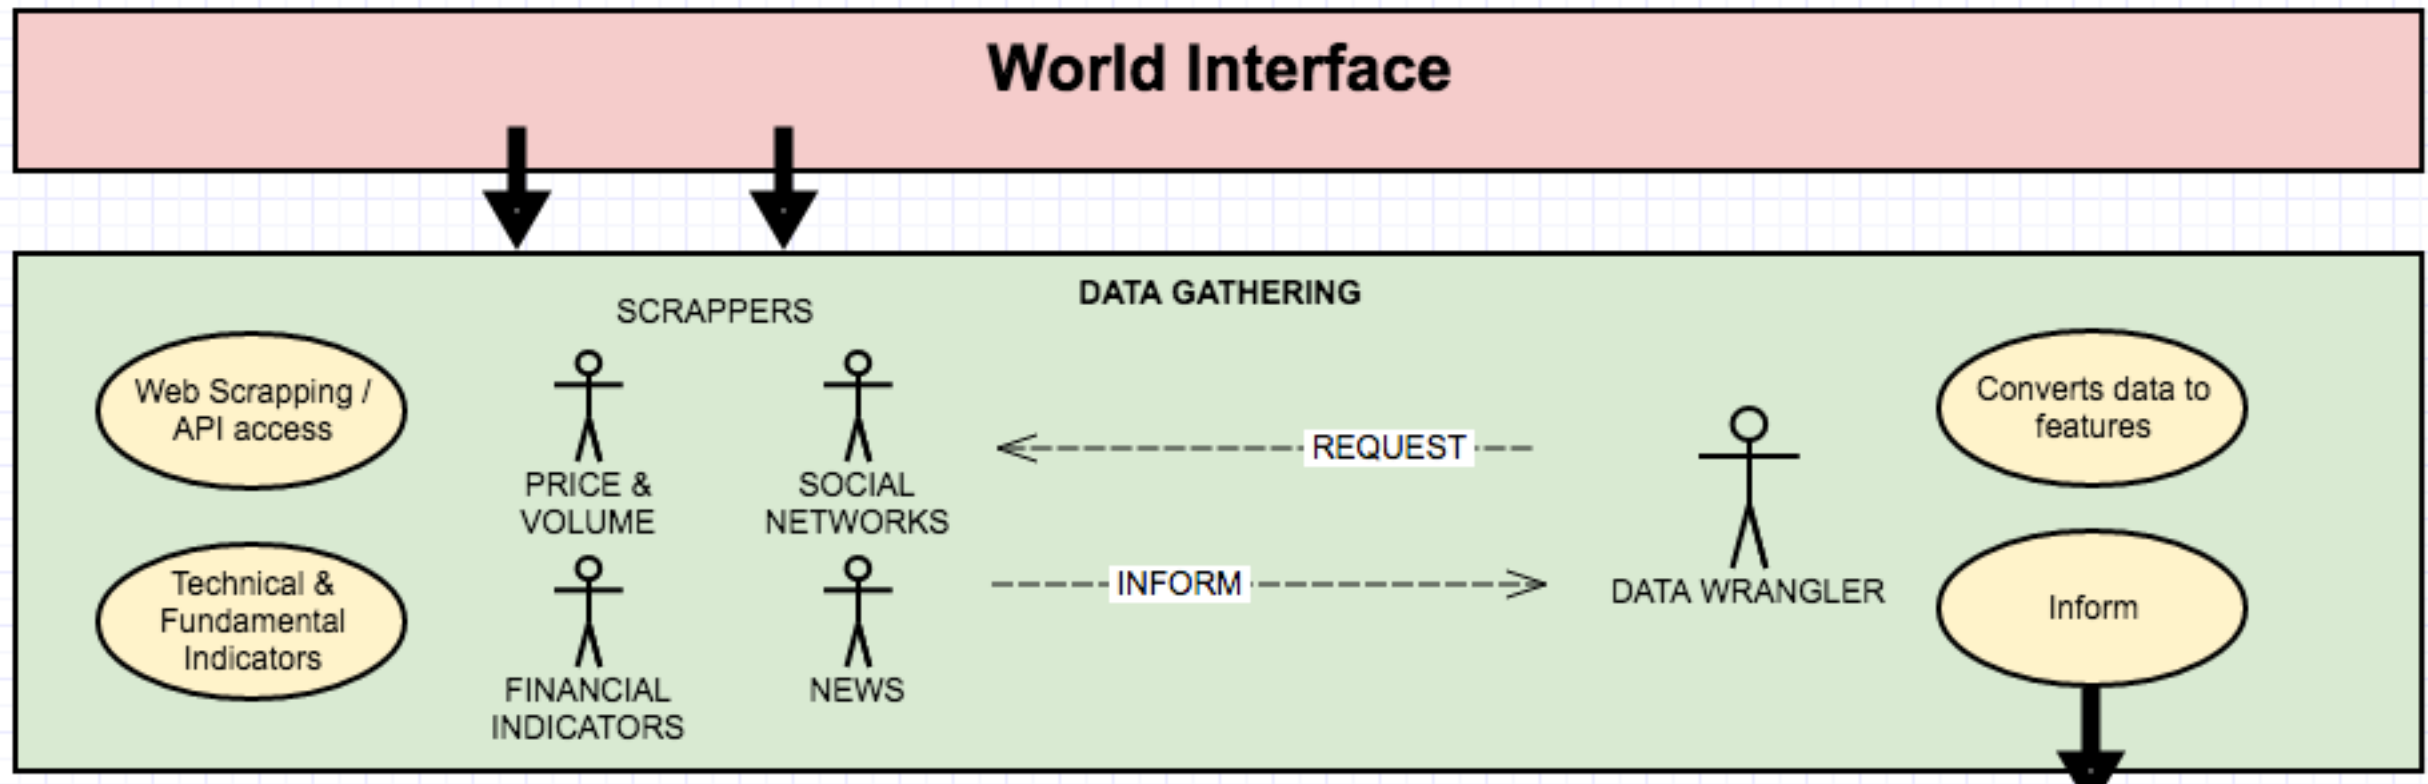 World Interface
DATA GATHERING
SCRAPPERS
Web Scrapping /
API access
Technical &
Fundamental
Indicators
PRICE &
VOLUME
SOCIAL
NETWORKS
FINANCIAL
INDICATORS
NEWS
REQUEST
INFORM
DATA WRANGLER
Converts data to
features
Inform